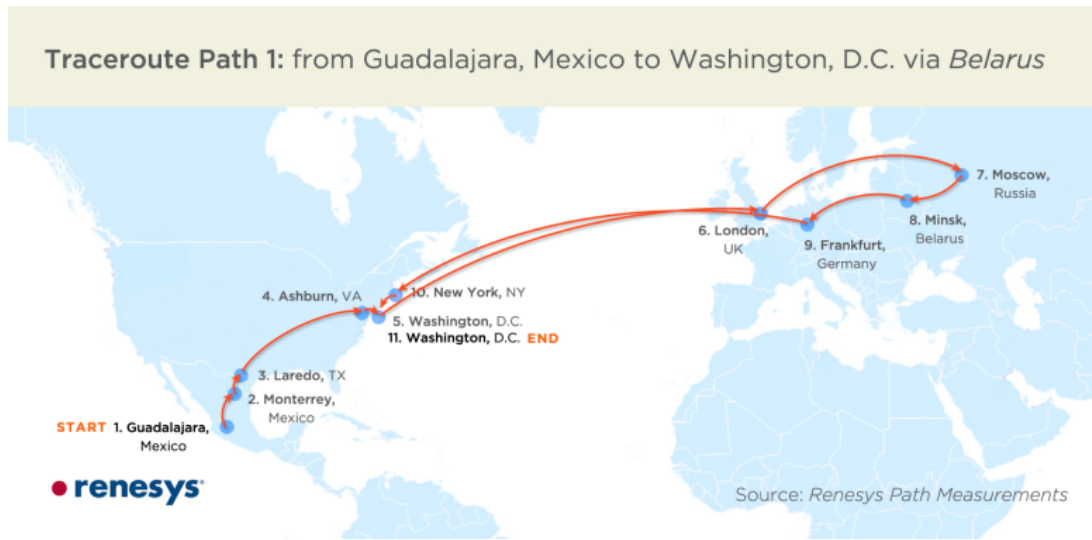 Traceroute Path 1: from Guadalajara, Mexico to Washington, D.C. via Belarus
7. Moscow,
Russia
8. Minsk,
Belarus
6. London,
UK
9. Frankfurt,
Germany
10. New York, NY
4. Ashburn, VA
5. Washington, D.C.
11. Washington, D.C. END
3. Laredo, TX
2. Monterrey,
Mexico
START 1. Guadalajara,
Mexico
renesys
Source: Renesys Path Measurements